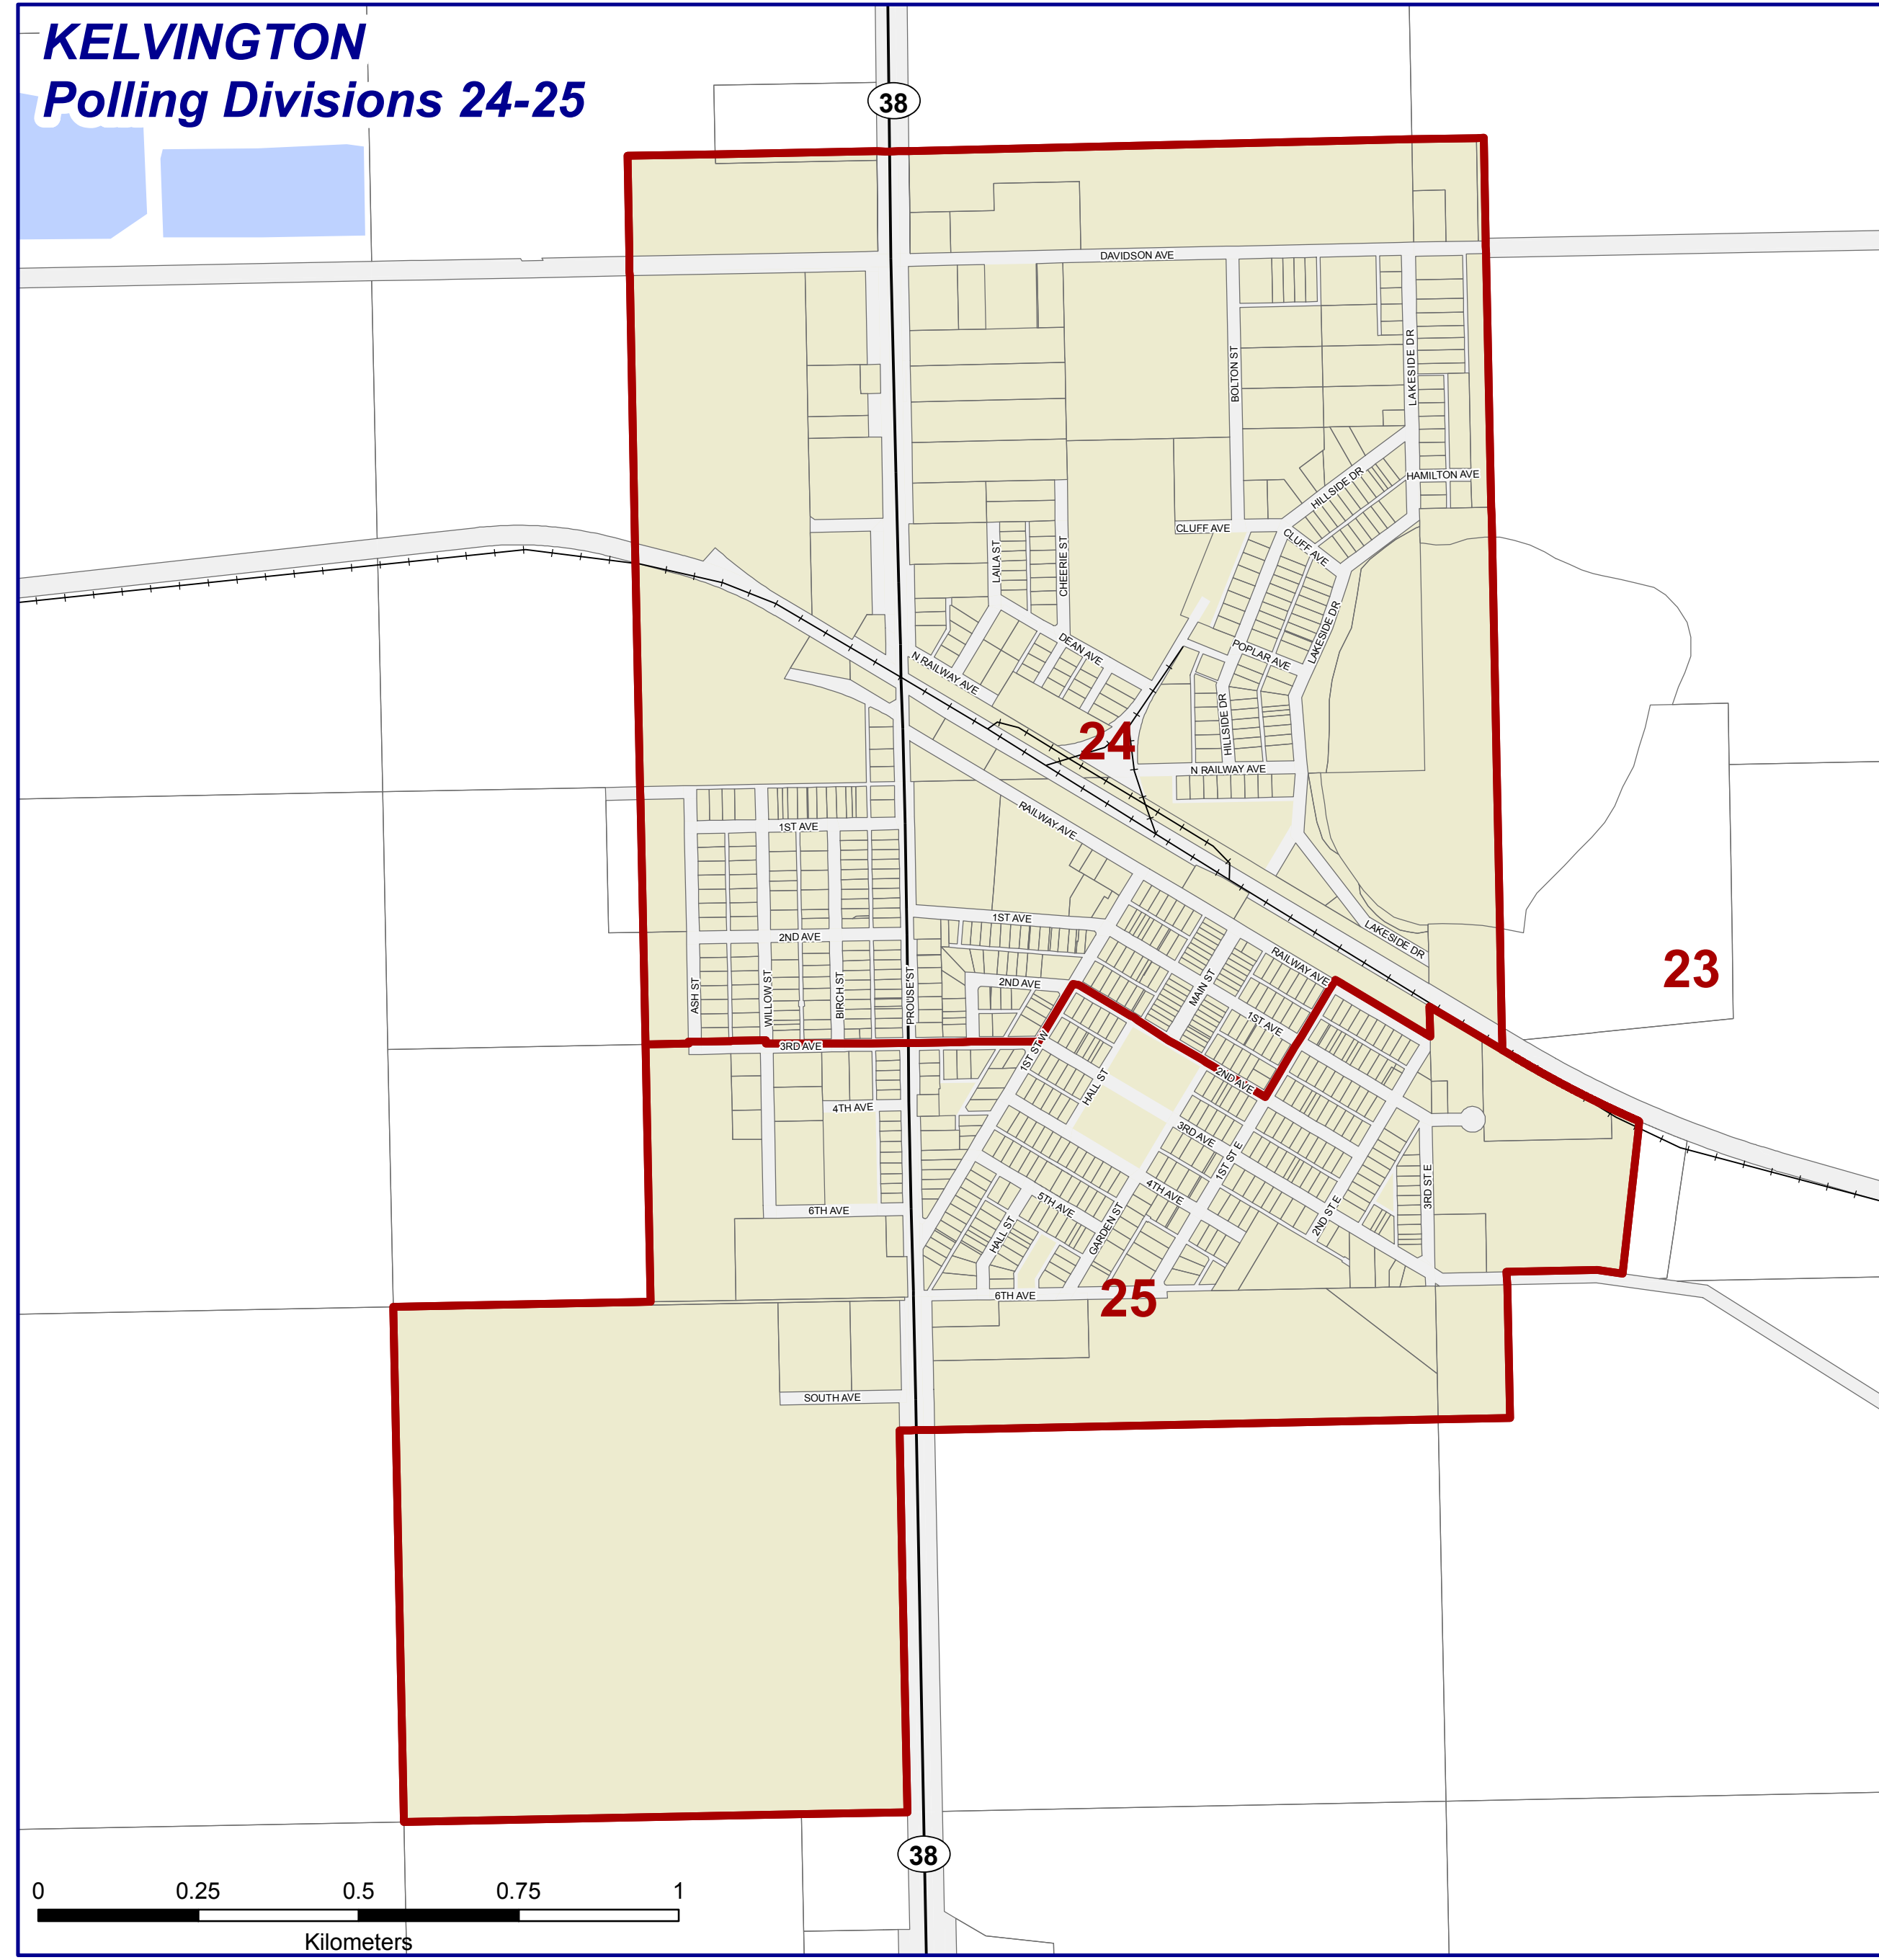 KELVINGTON
Polling Divisions 24-25
38
DAVIDSON AVE
BOLTON ST
LAKESIDE DR
HILLSIDE DR
HAMILTON AVE
CLUFF AVE
CLUFF AVE
LAILA ST
CHEERIE ST
LAKESIDE DR
DEAN AVE
POPLAR AVE
N RAILWAY AVE
HILLSIDE DR
24
N RAILWAY AVE
RAILWAY AVE
1ST AVE
1ST AVE
2ND AVE
LAKESIDE DR
RAILWAY AVE
23
2ND AVE
MAIN ST
ASH ST
WILLOW ST
BIRCH ST
PROUSE ST
1ST AVE
3RD AVE
1ST ST W
HALL ST
2ND AVE
4TH AVE
3RD AVE
1ST ST E
3RD ST E
4TH AVE
5TH AVE
6TH AVE
HALL ST
GARDEN ST
2ND ST E
6TH AVE
25
SOUTH AVE
38
0 0.25 0.5 0.75 1
Kilometers